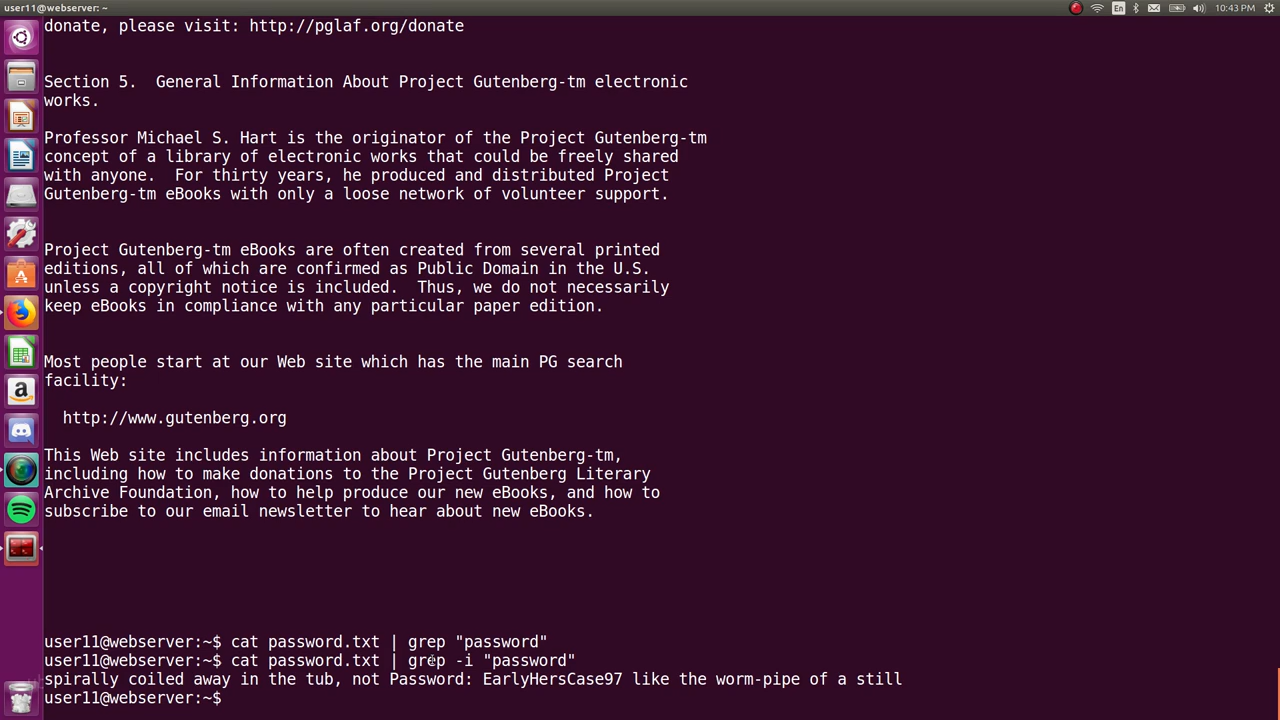 user11@webserver: ~
En
10:43 PM
donate, please visit: http://pglaf.org/donate
Section 5.  General Information About Project Gutenberg-tm electronic
works.
Professor Michael S. Hart is the originator of the Project Gutenberg-tm
concept of a library of electronic works that could be freely shared
with anyone.  For thirty years, he produced and distributed Project
Gutenberg-tm eBooks with only a loose network of volunteer support.
Project Gutenberg-tm eBooks are often created from several printed
editions, all of which are confirmed as Public Domain in the U.S.
unless a copyright notice is included.  Thus, we do not necessarily
keep eBooks in compliance with any particular paper edition.
Most people start at our Web site which has the main PG search
facility:
http://www.gutenberg.org
This Web site includes information about Project Gutenberg-tm,
including how to make donations to the Project Gutenberg Literary
Archive Foundation, how to help produce our new eBooks, and how to
subscribe to our email newsletter to hear about new eBooks.
user11@webserver:~$ cat password.txt | grep "password"
user11@webserver:~$ cat password.txt | grep -i "password"
spirally coiled away in the tub, not Password: EarlyHersCase97 like the worm-pipe of a still
user11@webserver:~$